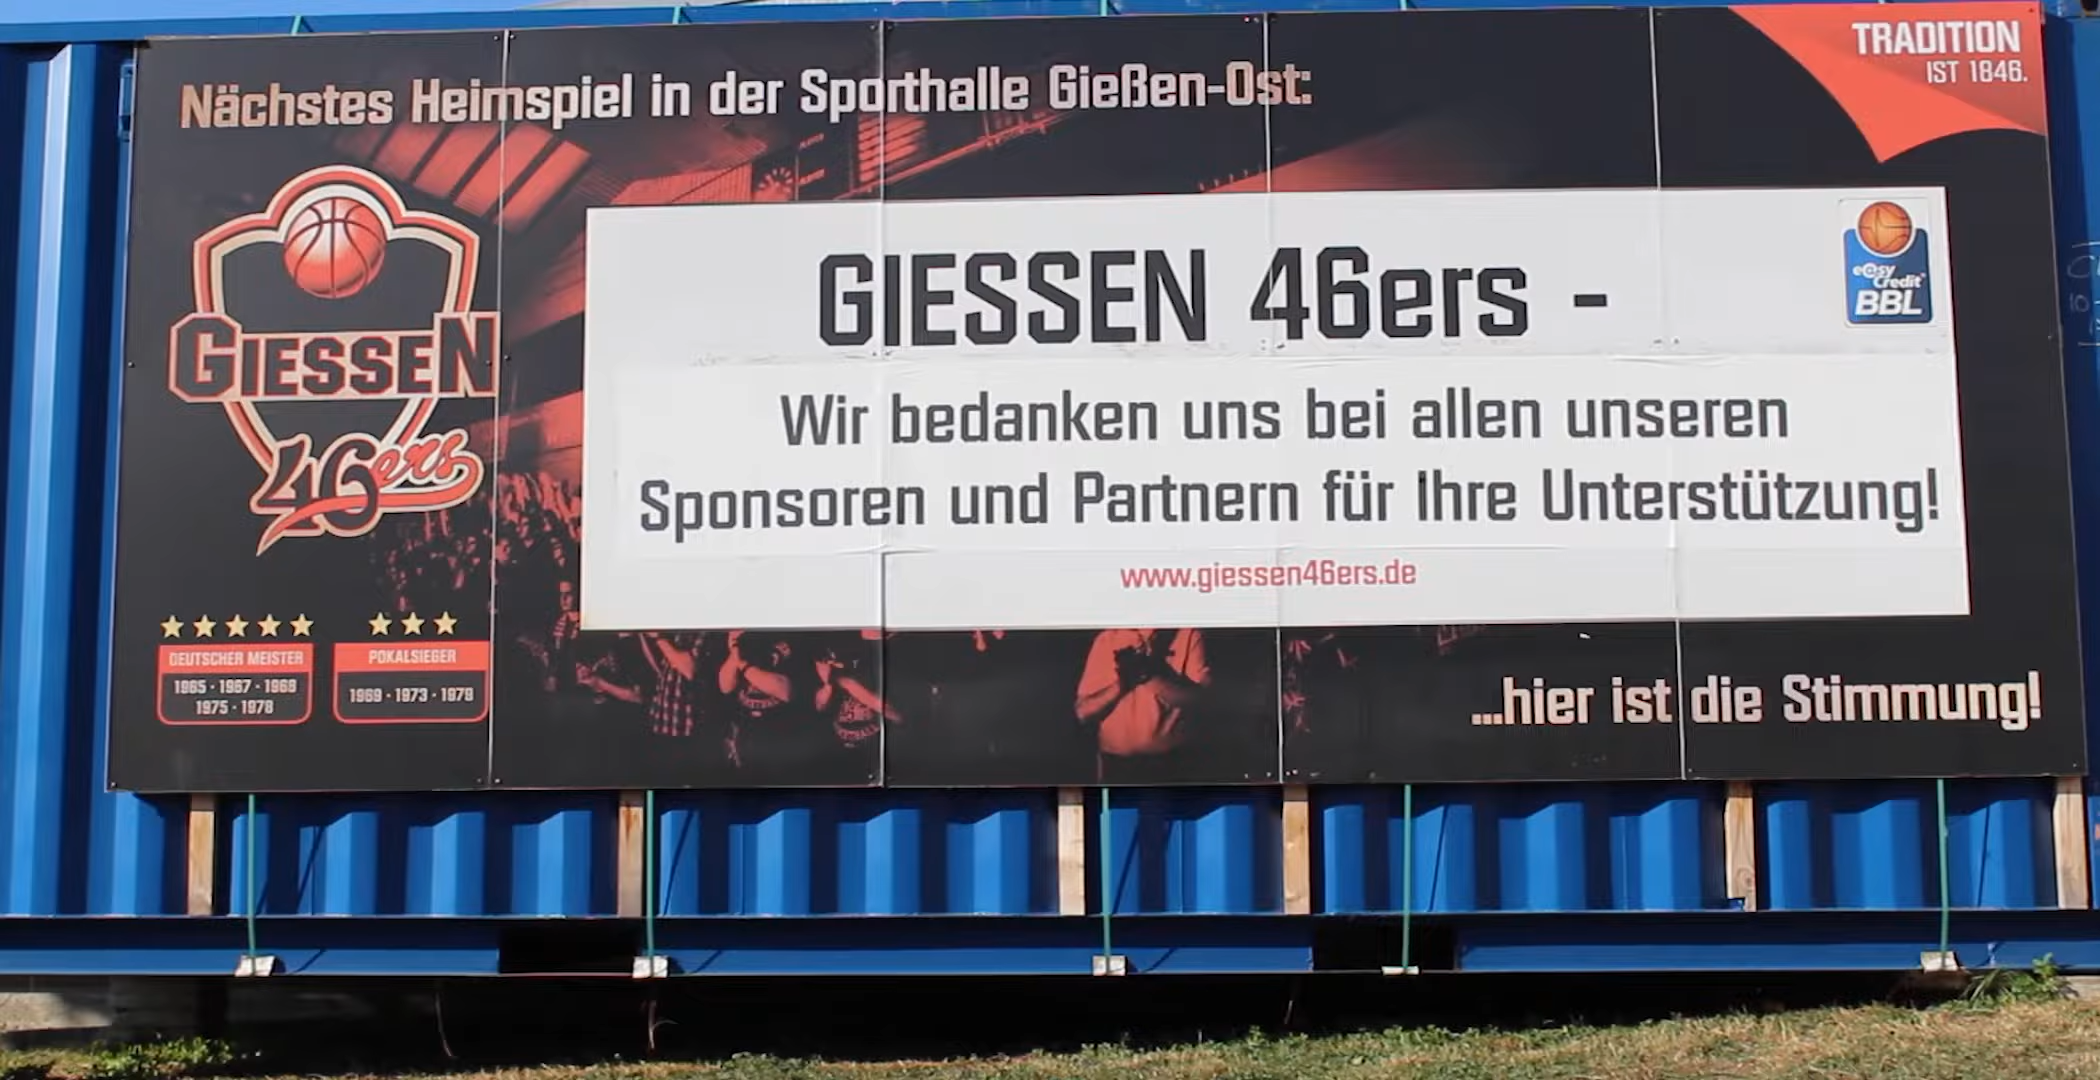 Nächstes Heimspiel in der Sporthalle Gießen-Ost:
TRADITION
IST 1846.
GIESSEN
46ers
GIESSEN 46ers -
easy
Credit
BBL
Wir bedanken uns bei allen unseren
Sponsoren und Partnern für Ihre Unterstützung!
www.giessen46ers.de
DEUTSCHER MEISTER
1965 · 1967 · 1968
1975 · 1978
POKALSIEGER
1969 · 1973 · 1979
...hier ist die Stimmung!